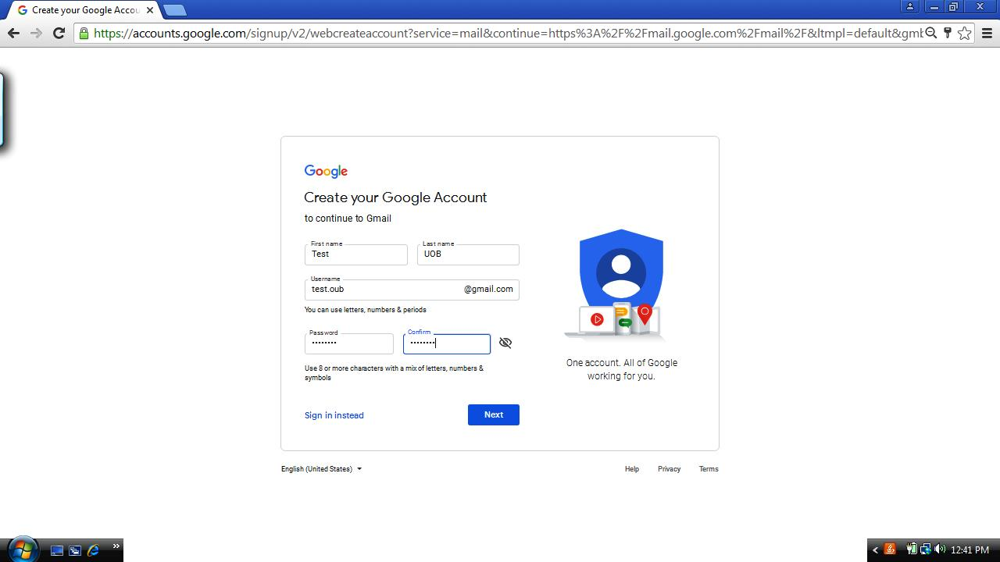 Create your Google Accou
https://accounts.google.com/signup/v2/webcreateaccount?service=mail&continue=https%3A%2F%2Fmail.google.com%2Fmail%2F&ltmpl=default&gml
Google
Create your Google Account
to continue to Gmail
First name
Test
Last name
UOB
Username
test.oub @gmail.com
You can use letters, numbers & periods
Password
••••••••
Confirm
••••••••
Use 8 or more characters with a mix of letters, numbers &
symbols
Sign in instead
Next
One account. All of Google
working for you.
English (United States)
Help Privacy Terms
12:41 PM